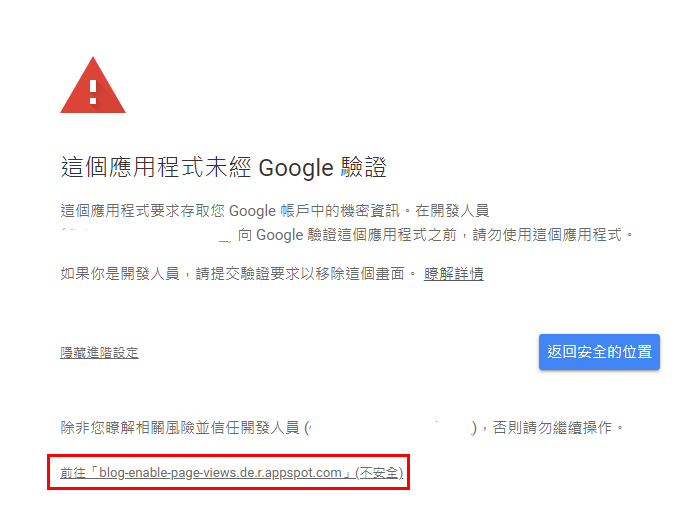 這個應用程式未經 Google 驗證
這個應用程式要求存取您 Google 帳戶中的機密資訊。在開發人員
向 Google 驗證這個應用程式之前，請勿使用這個應用程式。
如果你是開發人員，請提交驗證要求以移除這個畫面。 瞭解詳情
隱藏進階設定
返回安全的位置
除非您瞭解相關風險並信任開發人員 ( )，否則請勿繼續操作。
前往「blog-enable-page-views.de.r.appspot.com」(不安全)